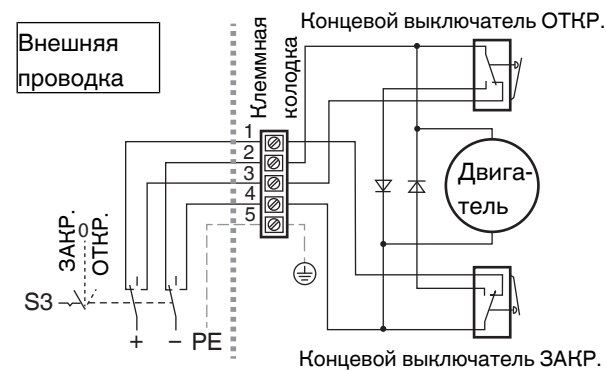 Концевой выключатель ОТКР.
Внешняя
проводка
Клеммная
колодка
1
2
3
4
5
Двига-
тель
ЗАКР.
0
ОТКР.
S3
+
– PE
Концевой выключатель ЗАКР.